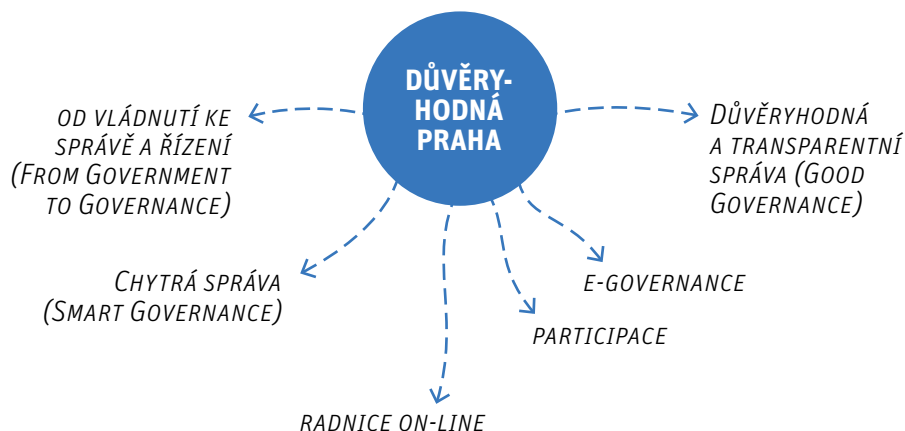 DŮVĚRY-
HODNÁ
PRAHA
OD VLÁDNUTÍ KE
SPRÁVĚ A ŘÍZENÍ
(FROM GOVERNMENT
TO GOVERNANCE)
DŮVĚRYHODNÁ
A TRANSPARENTNÍ
SPRÁVA (GOOD
GOVERNANCE)
CHYTRÁ SPRÁVA
(SMART GOVERNANCE)
E-GOVERNANCE
PARTICIPACE
RADNICE ON-LINE